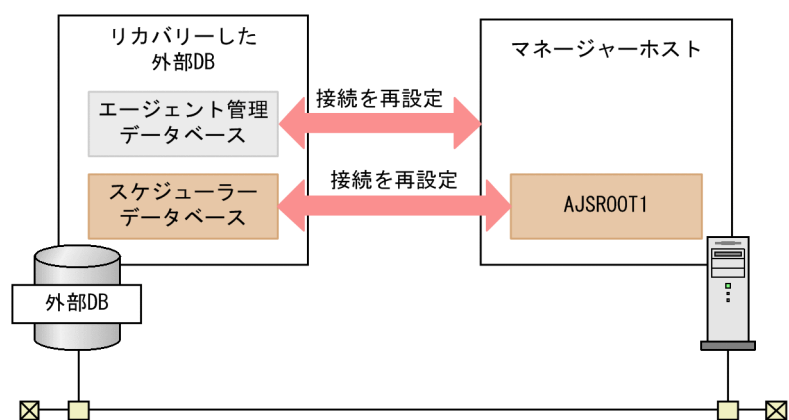 リカバリーした
外部DB
マネージャーホスト
エージェント管理
データベース
接続を再設定
スケジューラー
データベース
接続を再設定
AJSROOT1
外部DB